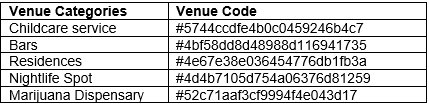 Venue Categories Venue Code
Childcare service #5744ccdfe4b0c0459246b4c7
Bars #4bf58dd8d48988d116941735
Residences #4e67e38e036454776db1fb3a
Nightlife Spot #4d4b7105d754a06376d81259
Marijuana Dispensary #52c71aaf3cf9994f4e043d17